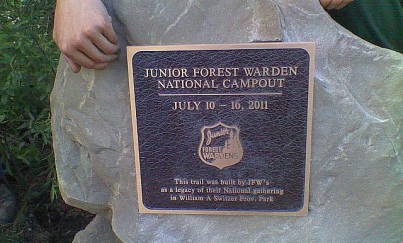 JUNIOR FOREST WARDEN
NATIONAL CAMPOUT
JULY 10 - 16, 2011
Junior
FOREST
WARDENS
This trail was built by JFW's
as a legacy of their National gathering
in William A Switzer Prov. Park